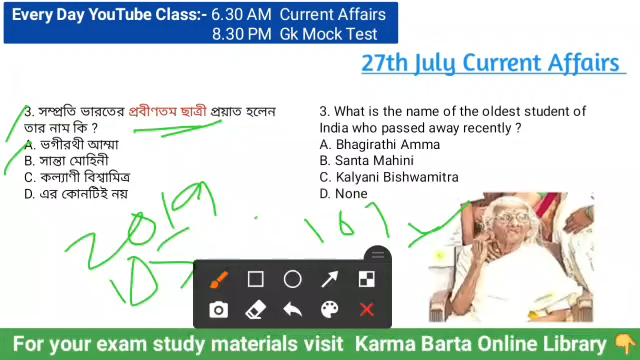 Every Day YouTube Class:- 6.30 AM Current Affairs
8.30 PM Gk Mock Test
27th July Current Affairs
3. সম্প্রতি ভারতের প্রবীণতম ছাত্রী প্রয়াত হলেন
তার নাম কি ?
A. ভগীরথী আম্মা
B. সান্তা মোহিনী
C. কল্যাণী বিশ্বামিত্র
D. এর কোনটিই নয়
3. What is the name of the oldest student of
India who passed away recently ?
A. Bhagirathi Amma
B. Santa Mahini
C. Kalyani Bishwamitra
D. None
2019
107
For your exam study materials visit Karma Barta Online Library 👇